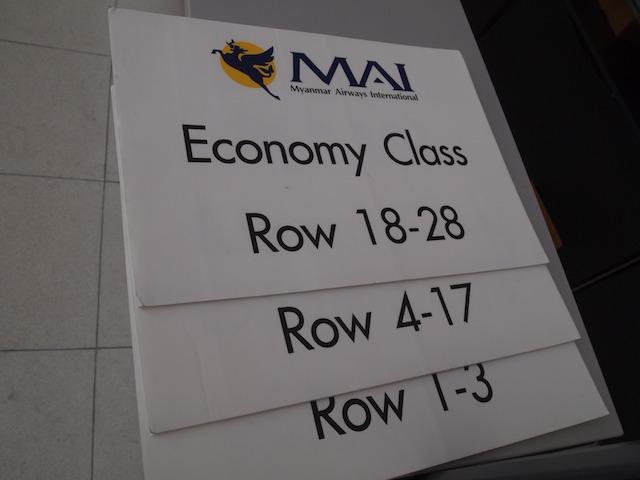 MAI
Myanmar Airways International
Economy Class
Row 18-28
Row 4-17
Row 1-3